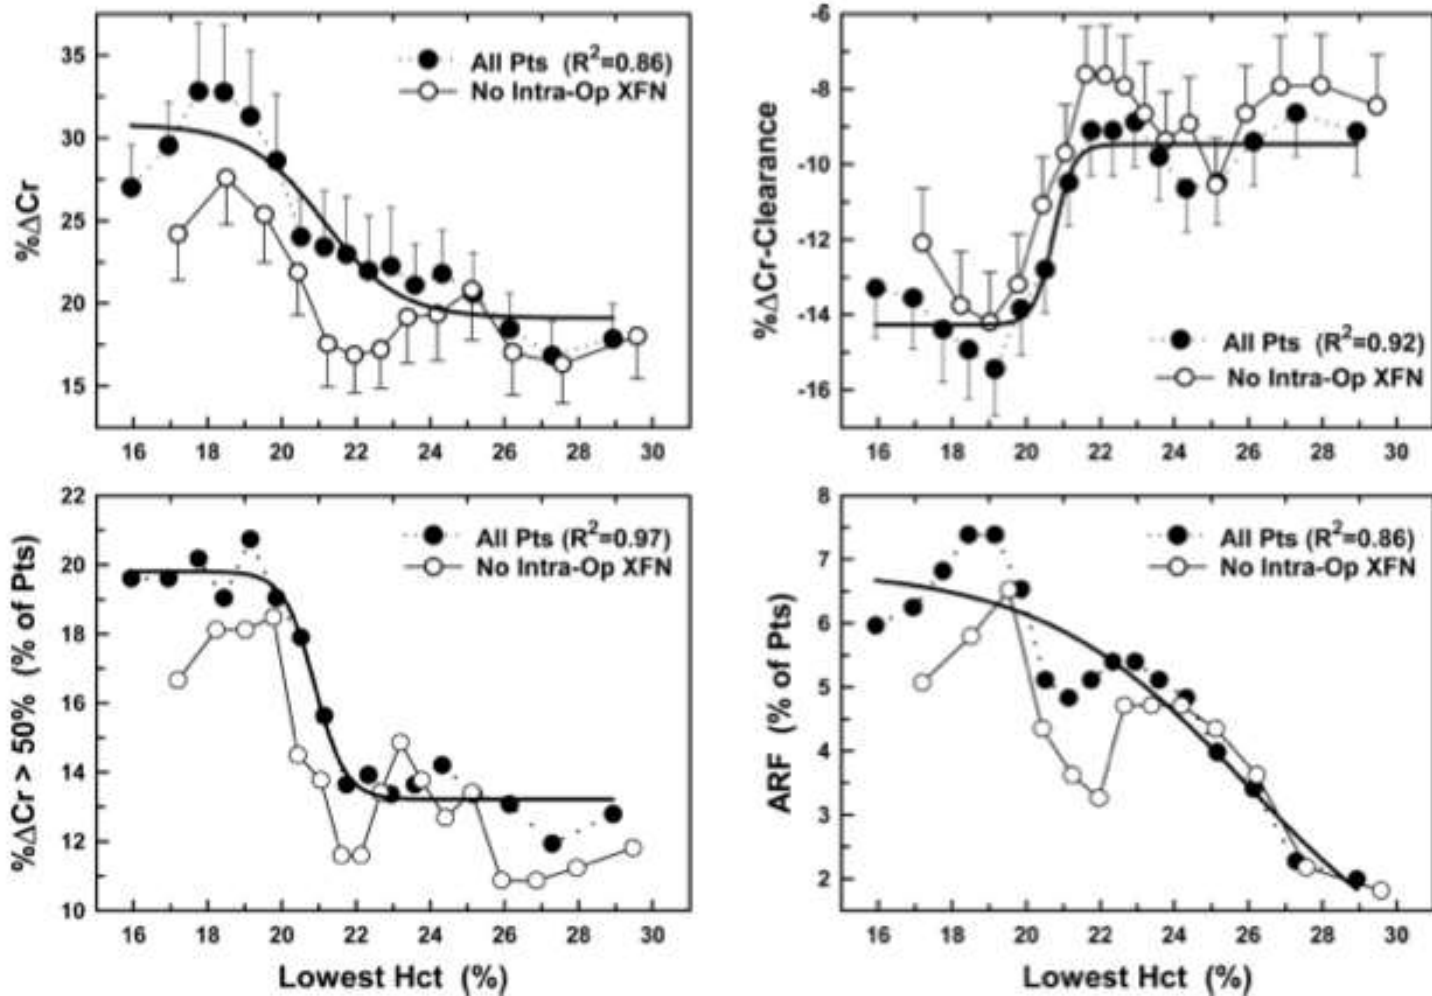 35
30
25
20
15
%ΔCr
All Pts (R²=0.86)
No Intra-Op XFN
16 18 20 22 24 26 28 30
-6
-8
-10
-12
-14
-16
%ΔCr-Clearance
All Pts (R²=0.92)
No Intra-Op XFN
16 18 20 22 24 26 28 30
22
20
18
16
14
12
10
%ΔCr > 50% (% of Pts)
All Pts (R²=0.97)
No Intra-Op XFN
16 18 20 22 24 26 28 30
Lowest Hct (%)
8
7
6
5
4
3
2
ARF (% of Pts)
All Pts (R²=0.86)
No Intra-Op XFN
16 18 20 22 24 26 28 30
Lowest Hct (%)